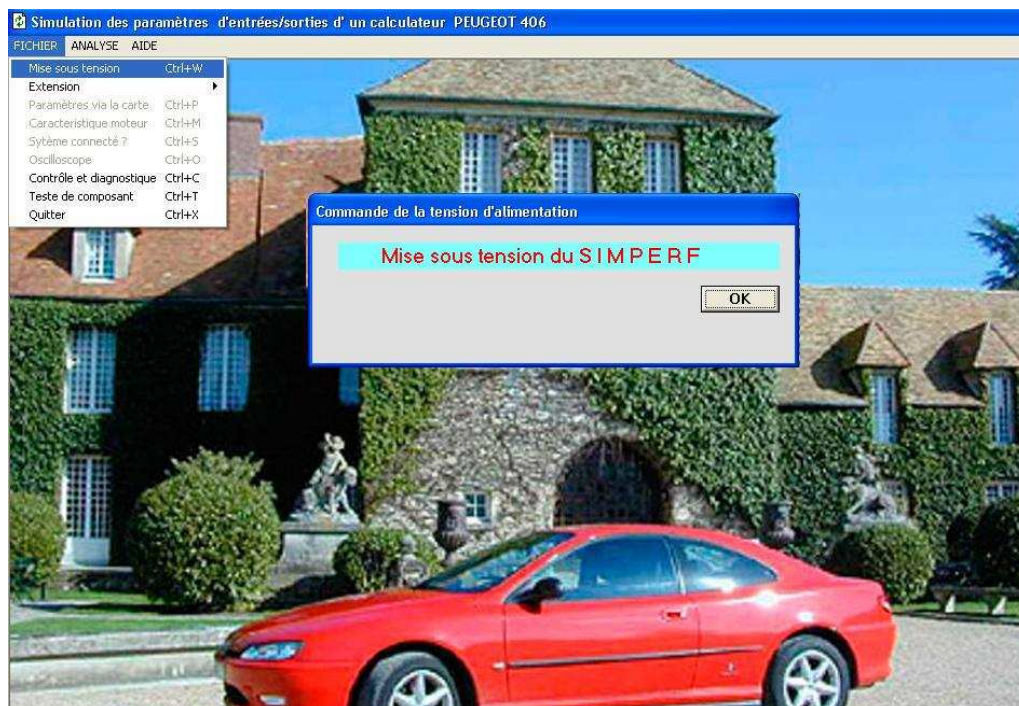 Simulation des paramètres d'entrées/sorties d' un calculateur PEUGEOT 406
FICHIER ANALYSE AIDE
Mise sous tension Ctrl+W
Extension
Paramètres via la carte Ctrl+P
Caracteristique moteur Ctrl+M
Sytème connecté ? Ctrl+S
Oscilloscope Ctrl+O
Contrôle et diagnostique Ctrl+C
Teste de composant Ctrl+T
Quitter Ctrl+X
Commande de la tension d'alimentation
Mise sous tension du S I M P E R F
OK